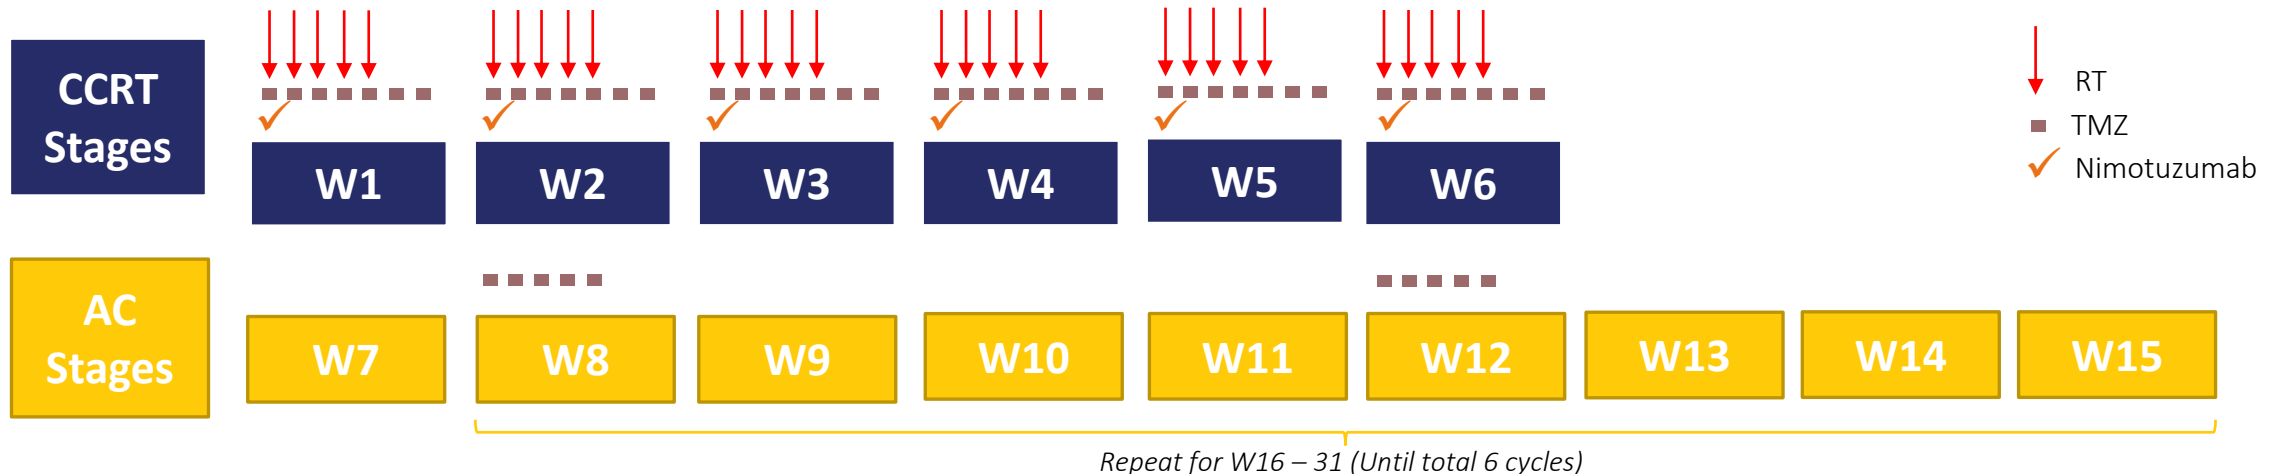 CCRT
Stages
W1
W2
W3
W4
W5
W6
RT
TMZ
Nimotuzumab
AC
Stages
W7
W8
W9
W10
W11
W12
W13
W14
W15
Repeat for W16 – 31 (Until total 6 cycles)